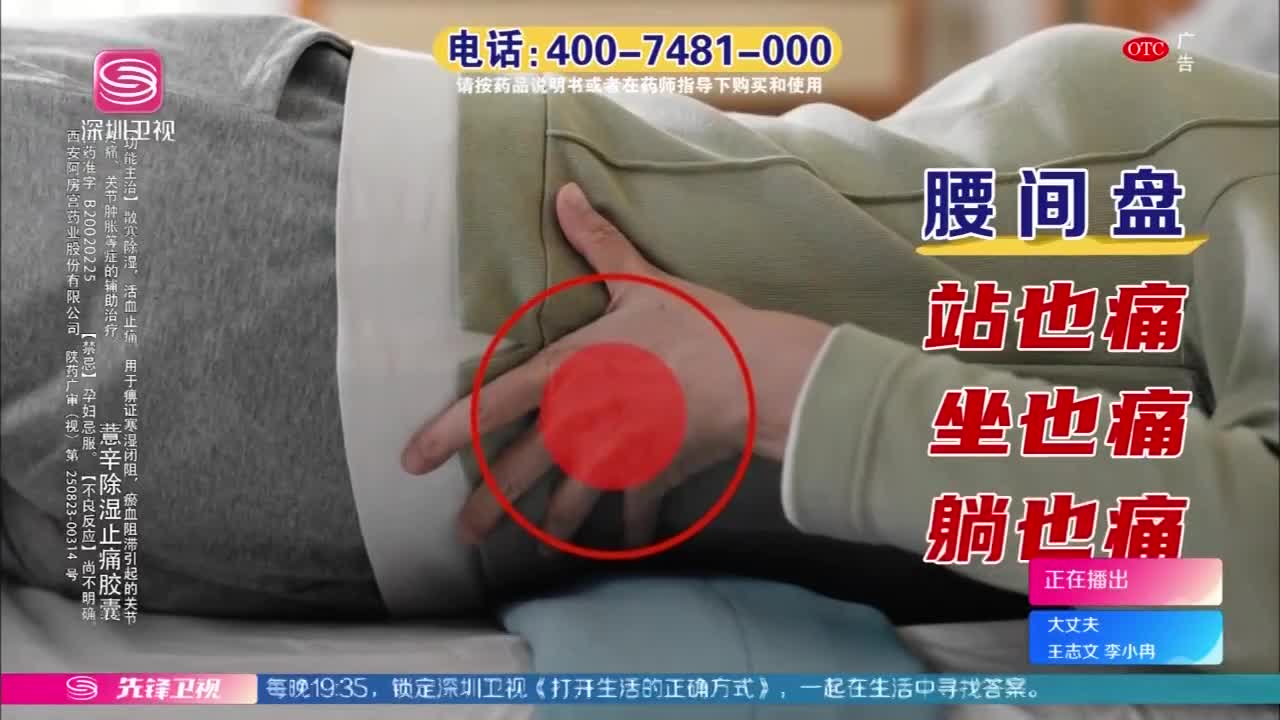 电话:400-7481-000
请按药品说明书或者在药师指导下购买和使用
OTC
广告
深圳卫视
腰间盘
站也痛
坐也痛
躺也痛
薏辛除湿止痛胶囊
功能主治】散寒除湿，活血止痛。用于痹证寒湿闭阻，瘀血阻滞引起的关节
疼痛、关节肿胀等症的辅助治疗
药准字 B20020225 【禁忌】孕妇忌服。【不良反应】尚不明确。
西安阿房宫药业股份有限公司 陕药广审（视）第 250823-00314 号
正在播出
大丈夫
王志文 李小冉
先锋卫视
每晚19:35，锁定深圳卫视《打开生活的正确方式》，一起在生活中寻找答案。